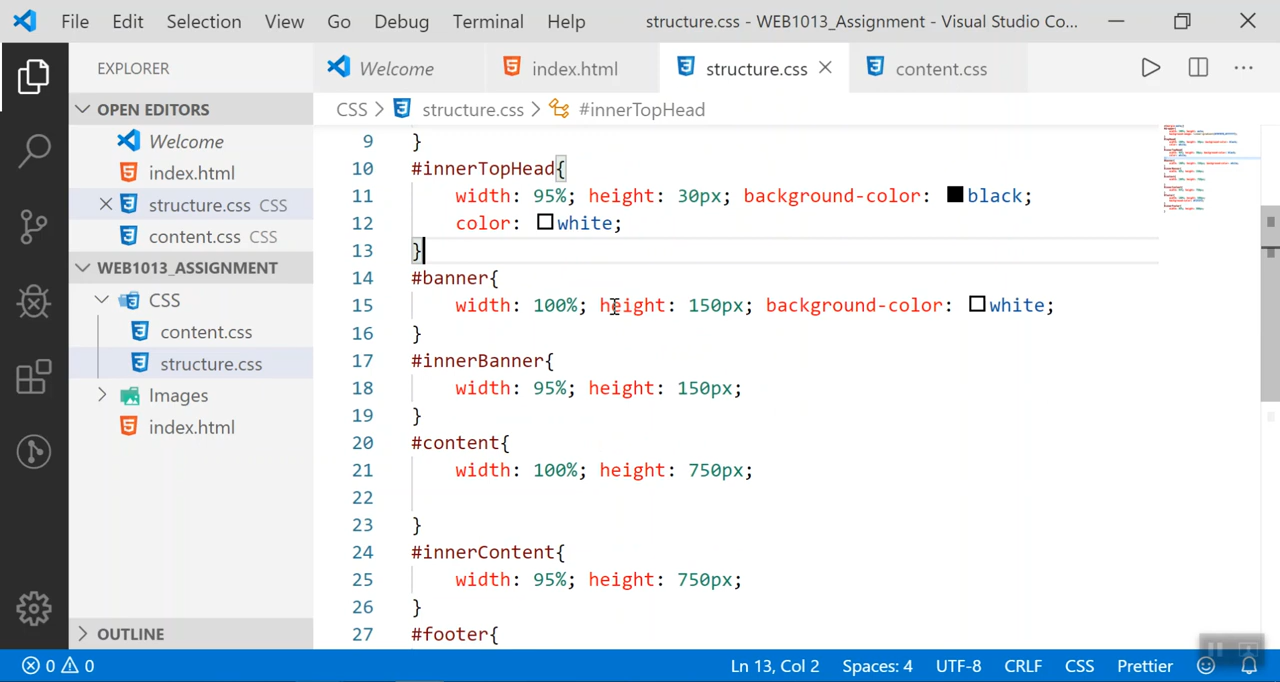 File Edit Selection View Go Debug Terminal Help structure.css - WEB1013_Assignment - Visual Studio Co...
EXPLORER
OPEN EDITORS
Welcome
index.html
structure.css CSS
content.css CSS
WEB1013_ASSIGNMENT
CSS
content.css
structure.css
Images
index.html
OUTLINE
Welcome index.html structure.css content.css
CSS > structure.css > #innerTopHead
9 }
10 #innerTopHead{
11 width: 95%; height: 30px; background-color: black;
12 color: white;
13 }
14 #banner{
15 width: 100%; height: 150px; background-color: white;
16 }
17 #innerBanner{
18 width: 95%; height: 150px;
19 }
20 #content{
21 width: 100%; height: 750px;
22
23 }
24 #innerContent{
25 width: 95%; height: 750px;
26 }
27 #footer{
0 0 Ln 13, Col 2 Spaces: 4 UTF-8 CRLF CSS Prettier